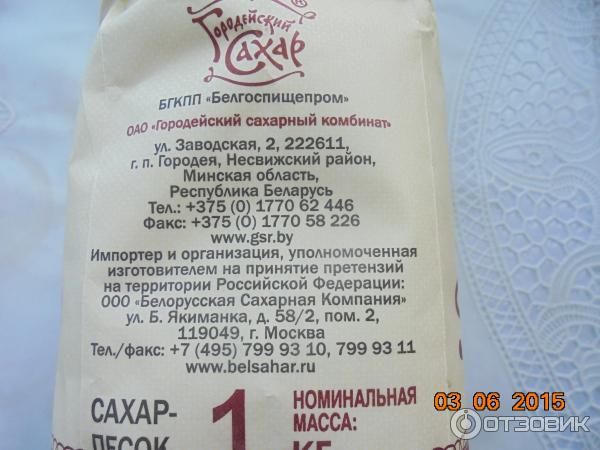 Городейский
Сахар
БГКПП «Белгоспищепром»
ОАО «Городейский сахарный комбинат»
ул. Заводская, 2, 222611,
г. п. Городея, Несвижский район,
Минская область,
Республика Беларусь
Тел.: +375 (0) 1770 62 446
Факс: +375 (0) 1770 58 226
www.gsr.by
Импортер и организация, уполномоченная
изготовителем на принятие претензий
на территории Российской Федерации:
ООО «Белорусская Сахарная Компания»
ул. Б. Якиманка, д. 58/2, пом. 2,
119049, г. Москва
Тел./факс: +7 (495) 799 93 10, 799 93 11
www.belsahar.ru
САХАР-
ПЕСОК
1
НОМИНАЛЬНАЯ
МАССА:
КГ
03 06 2015
ОТЗОВИК